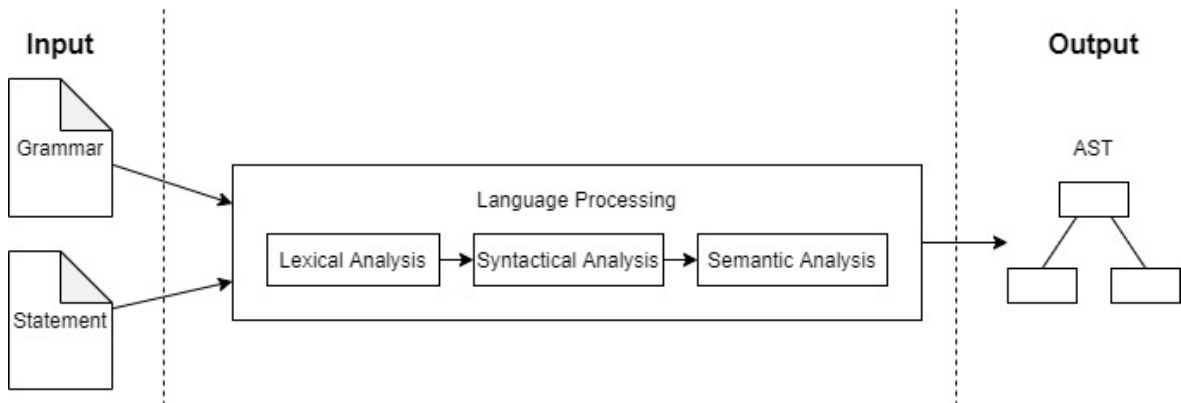 Input
Output
Grammar
AST
Language Processing
Lexical Analysis
Syntactical Analysis
Semantic Analysis
Statement